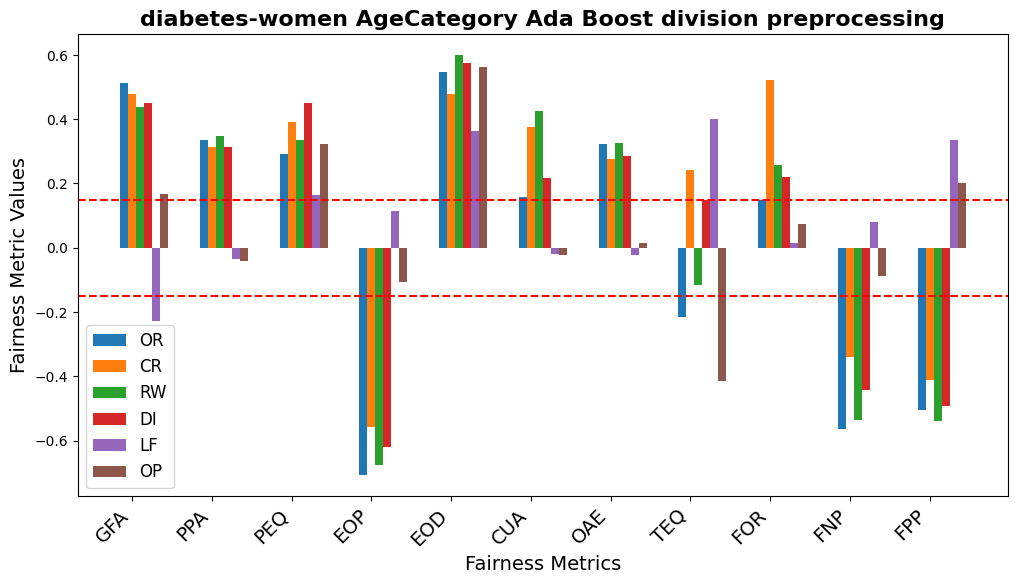 diabetes-women AgeCategory Ada Boost division preprocessing
Fairness Metric Values
0.6
0.4
0.2
0.0
−0.2
−0.4
−0.6
OR
CR
RW
DI
LF
OP
GFA
PPA
PEQ
EOP
EOD
CUA
OAE
TEQ
FOR
FNP
FPP
Fairness Metrics